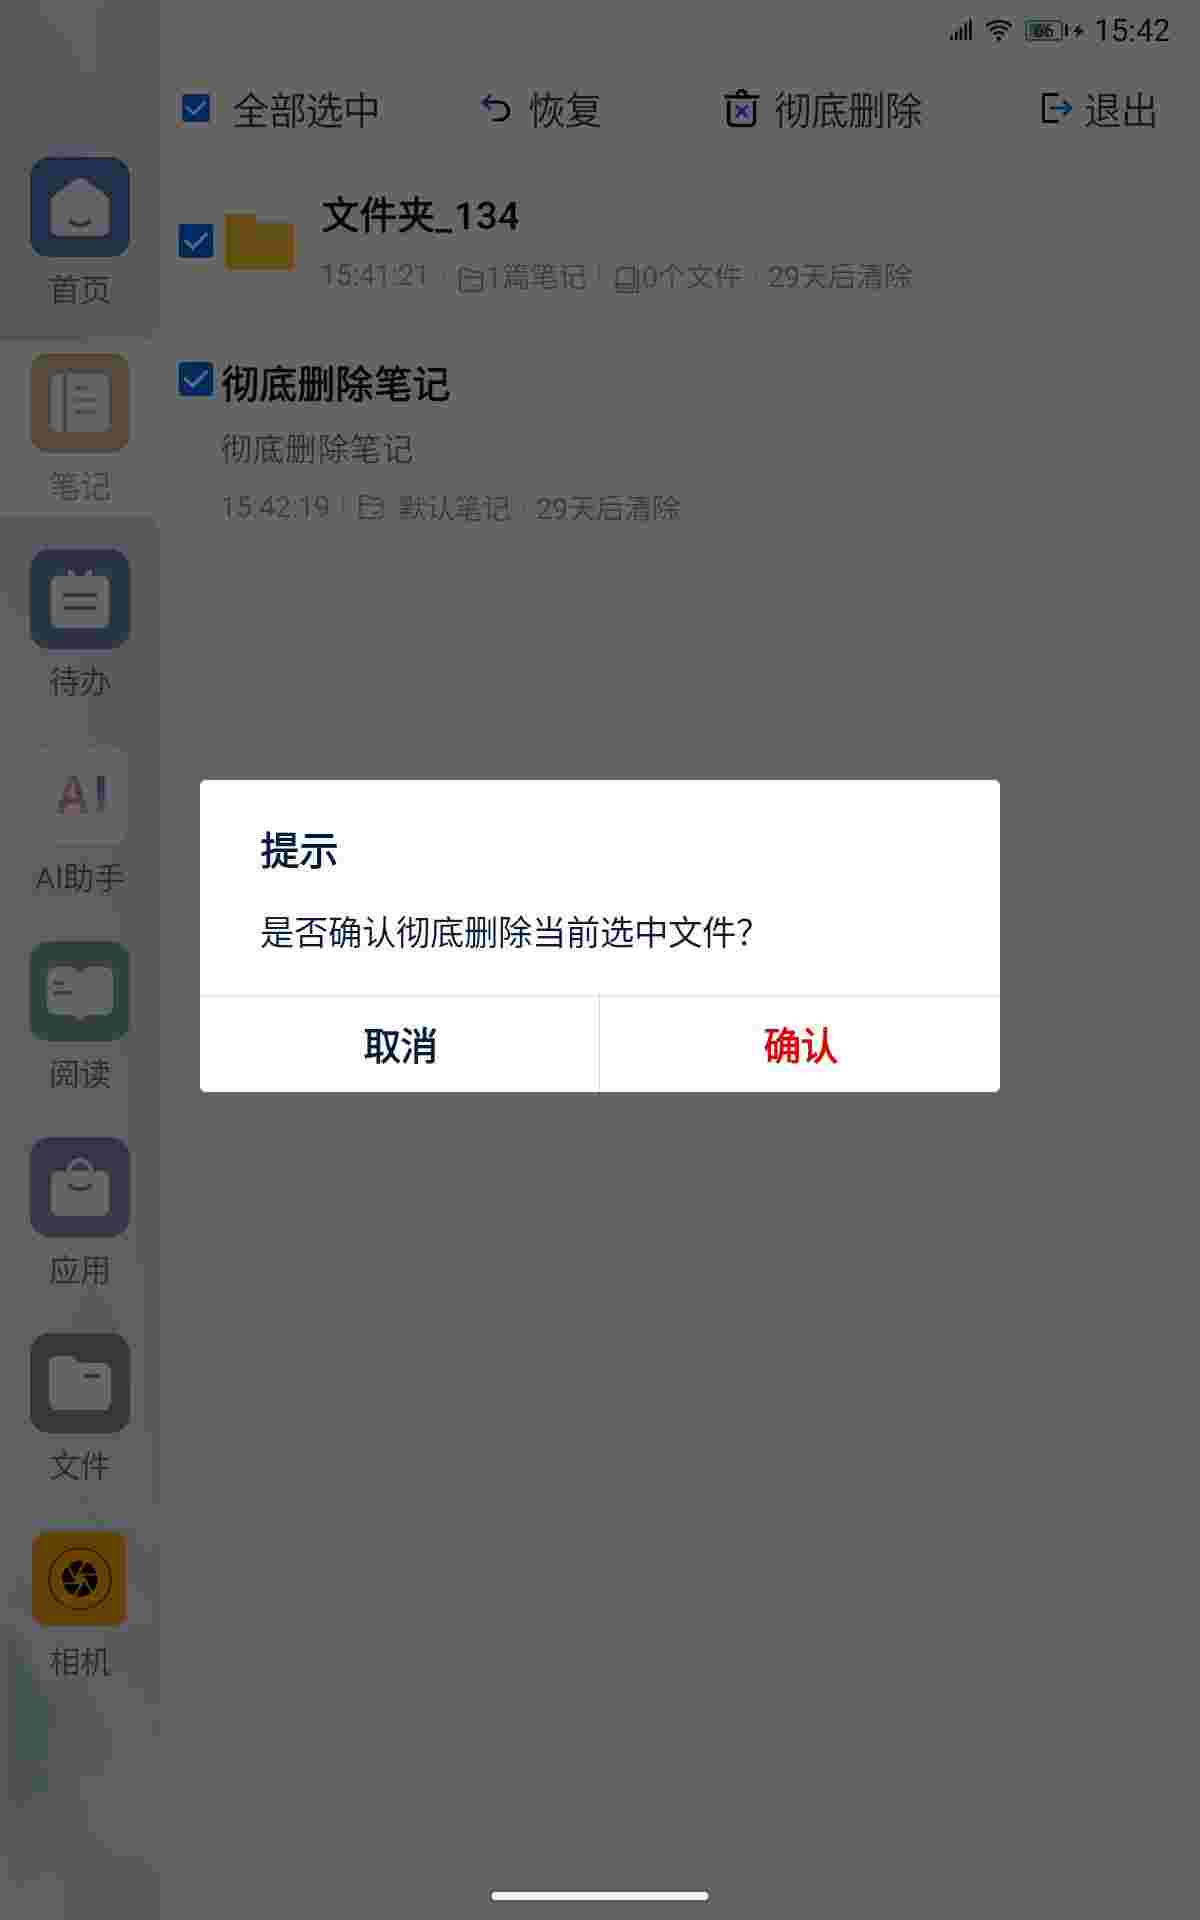 66 15:42
全部选中 恢复 彻底删除 退出
文件夹_134
15:41:21 1篇笔记 0个文件 29天后清除
彻底删除笔记
彻底删除笔记
15:42:19 默认笔记 29天后清除
首页
笔记
待办
AI
AI助手
阅读
应用
文件
相机
提示
是否确认彻底删除当前选中文件？
取消 确认